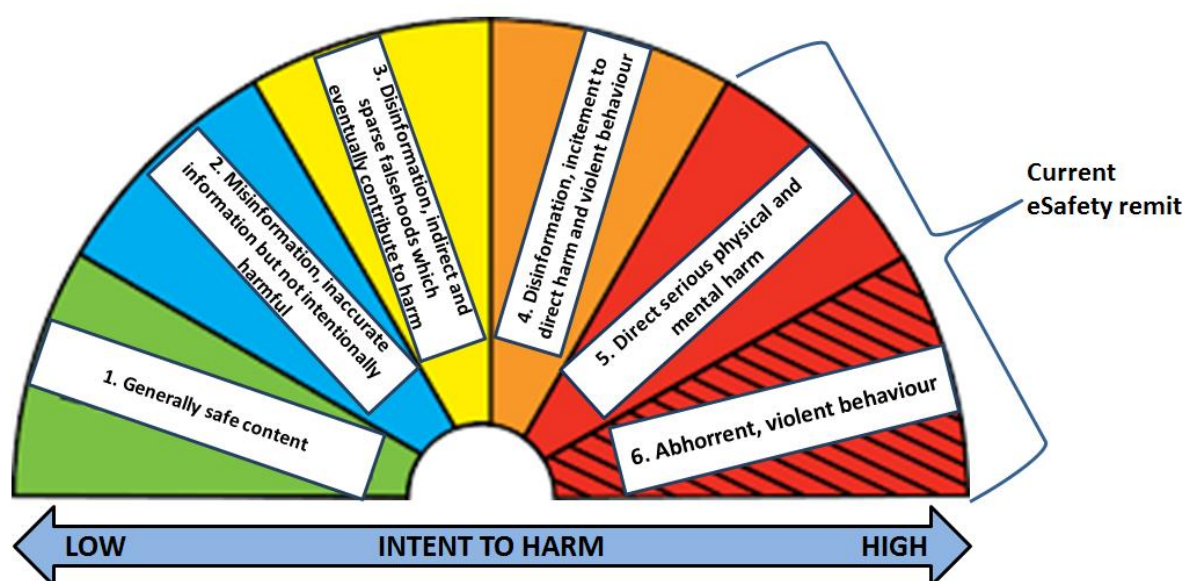 1. Generally safe content
2. Misinformation, inaccurate
information but not intentionally
harmful
3. Disinformation, indirect and
sparse falsehoods which
eventually contribute to harm
4. Disinformation, incitement to
direct harm and violent behaviour
5. Direct serious physical and
mental harm
6. Abhorrent, violent behaviour
Current
eSafety remit
LOW INTENT TO HARM HIGH